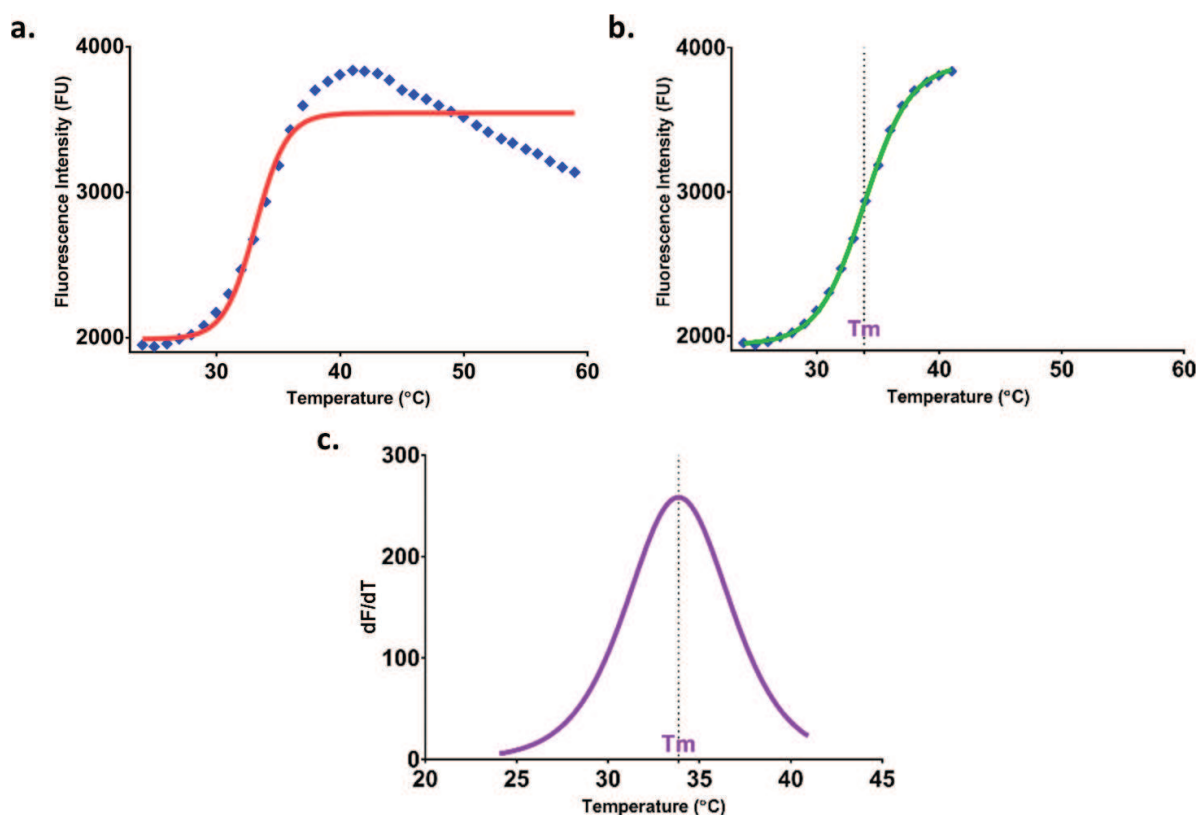 a.
Fluorescence Intensity (FU)
4000
3000
2000
30 40 50 60
Temperature (°C)
b.
Fluorescence Intensity (FU)
4000
3000
2000
Tm
30 40 50 60
Temperature (°C)
c.
dF/dT
300
200
100
0
Tm
20 25 30 35 40 45
Temperature (°C)